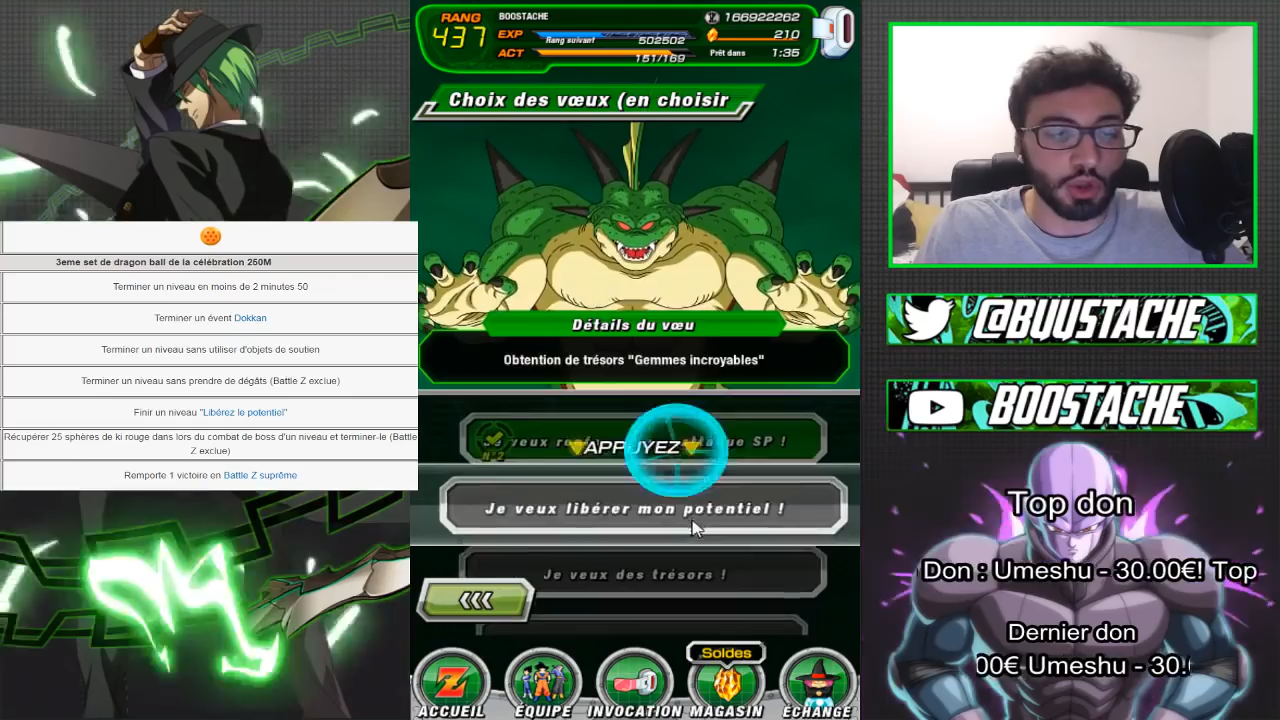 3eme set de dragon ball de la célébration 250M
Terminer un niveau en moins de 2 minutes 50
Terminer un évent Dokkan
Terminer un niveau sans utiliser d'objets de soutien
Terminer un niveau sans prendre de dégâts (Battle Z exclue)
Finir un niveau "Libérez le potentiel"
Récupérer 25 sphères de ki rouge dans lors du combat de boss d'un niveau et terminer-le (Battle
Z exclue)
Remporte 1 victoire en Battle Z suprême
RANG
437
BOOSTACHE
166922262
EXP
Rang suivant
502502
210
ACT
151/169
Prêt dans
1:35
Choix des vœux (en choisir
Détails du vœu
Obtention de trésors "Gemmes incroyables"
N°2
Je veux
SP !
APPUYEZ
Je veux libérer mon potentiel !
Je veux des trésors !
Soldes
ACCUEIL
ÉQUIPE
INVOCATION
MAGASIN
ÉCHANGE
@BUUSTACHE
BOOSTACHE
Top don
Don : Umeshu - 30.00€! Top
Dernier don
00€ Umeshu - 30.